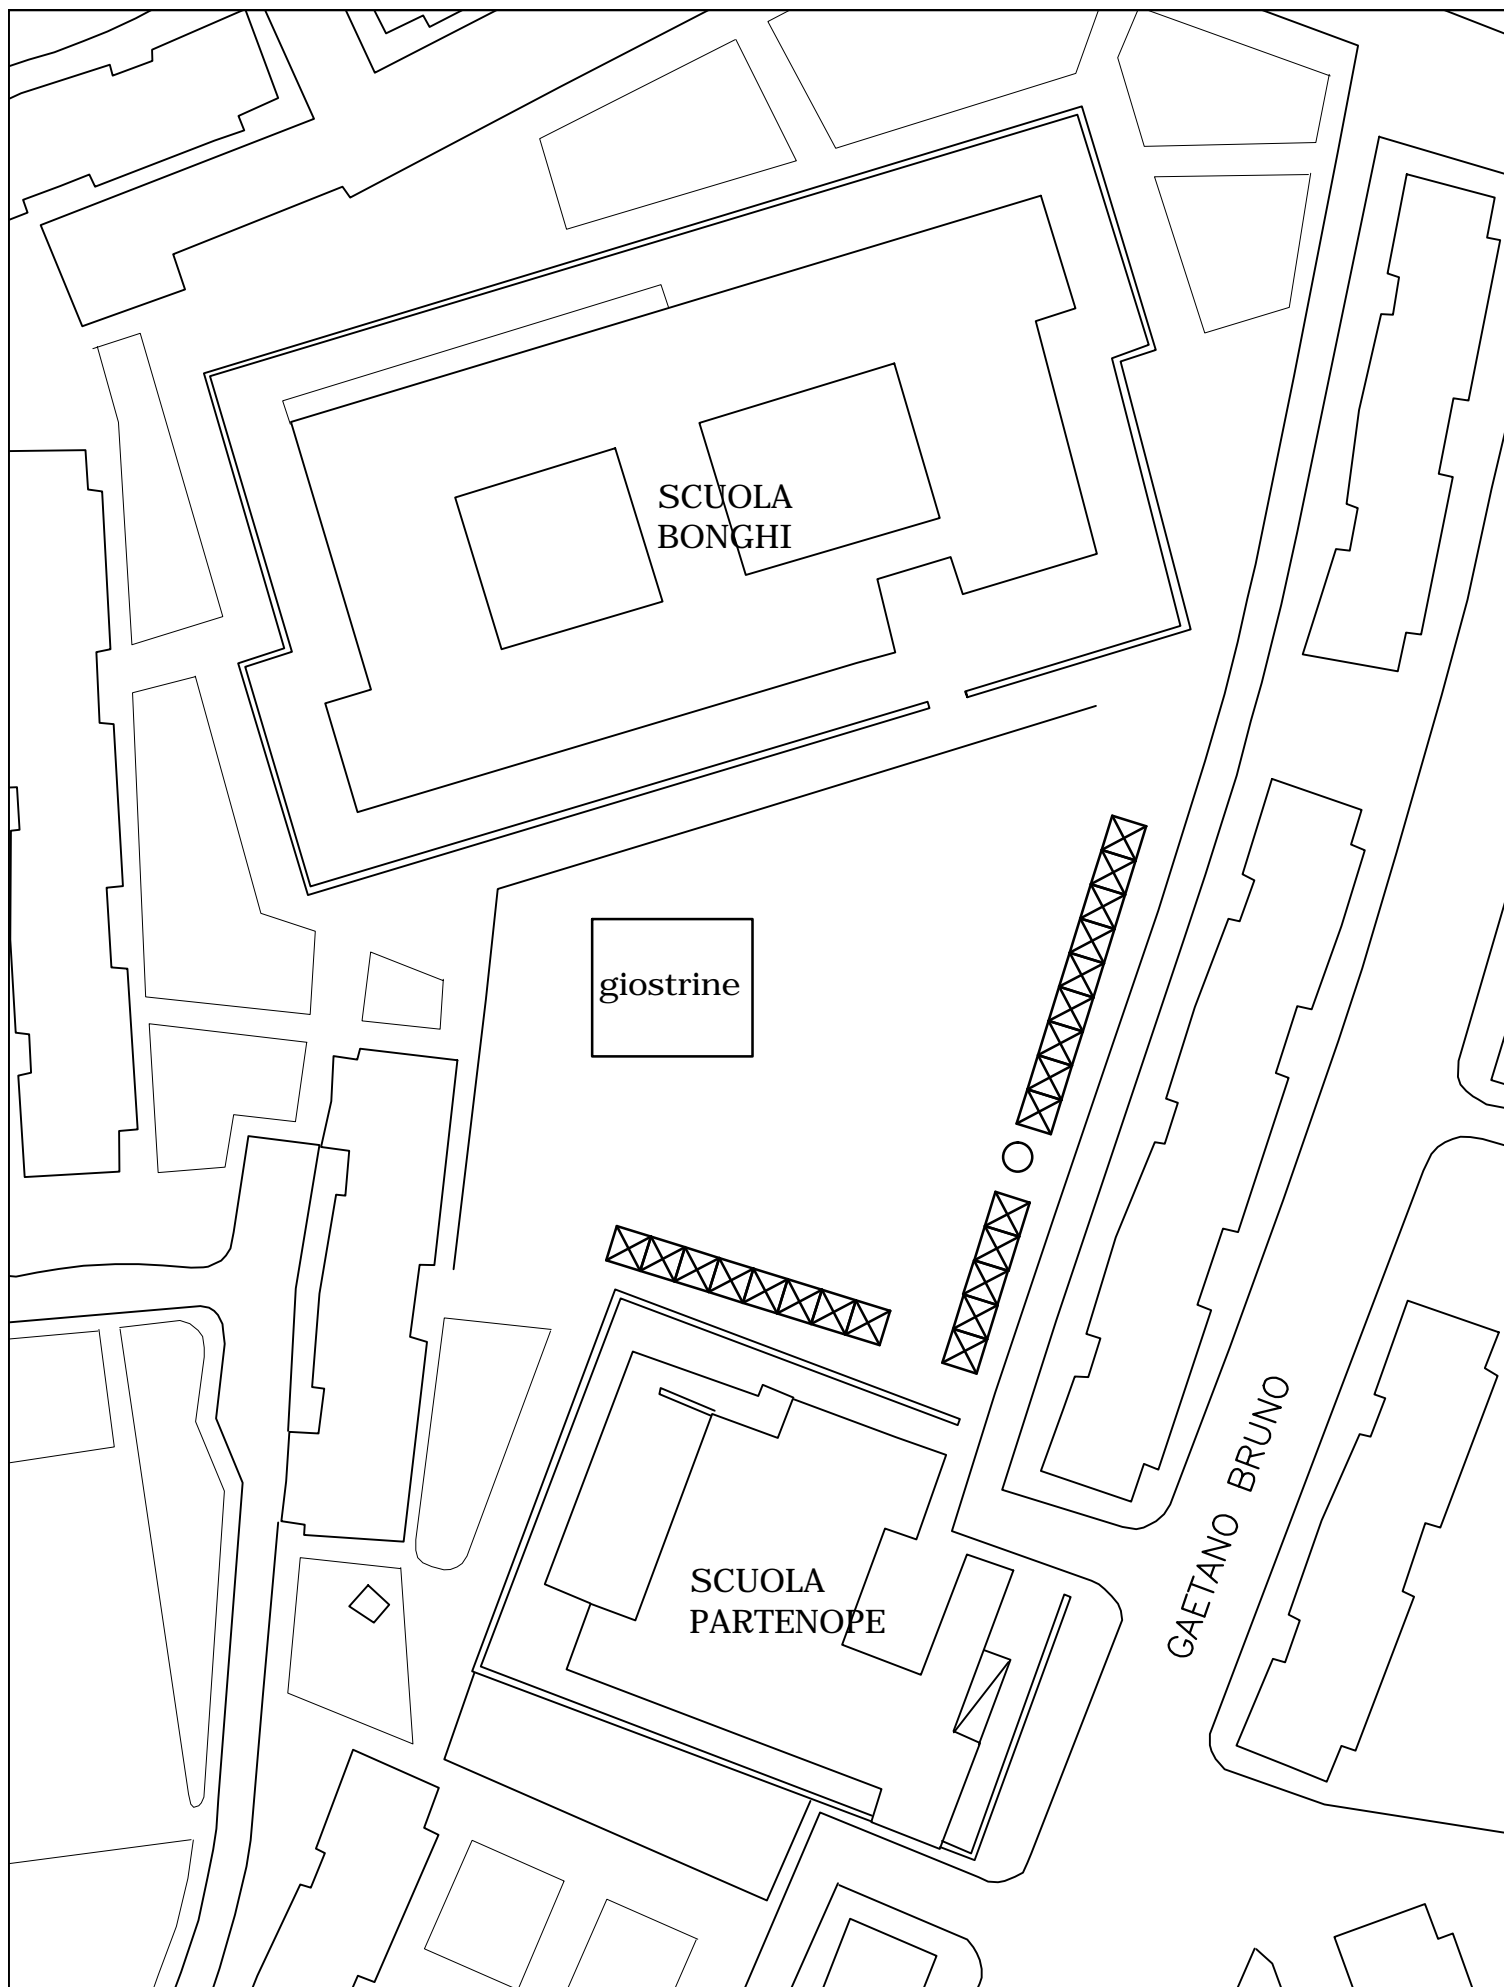 SCUOLA
BONGHI
giostrine
GAETANO BRUNO
SCUOLA
PARTENOPE